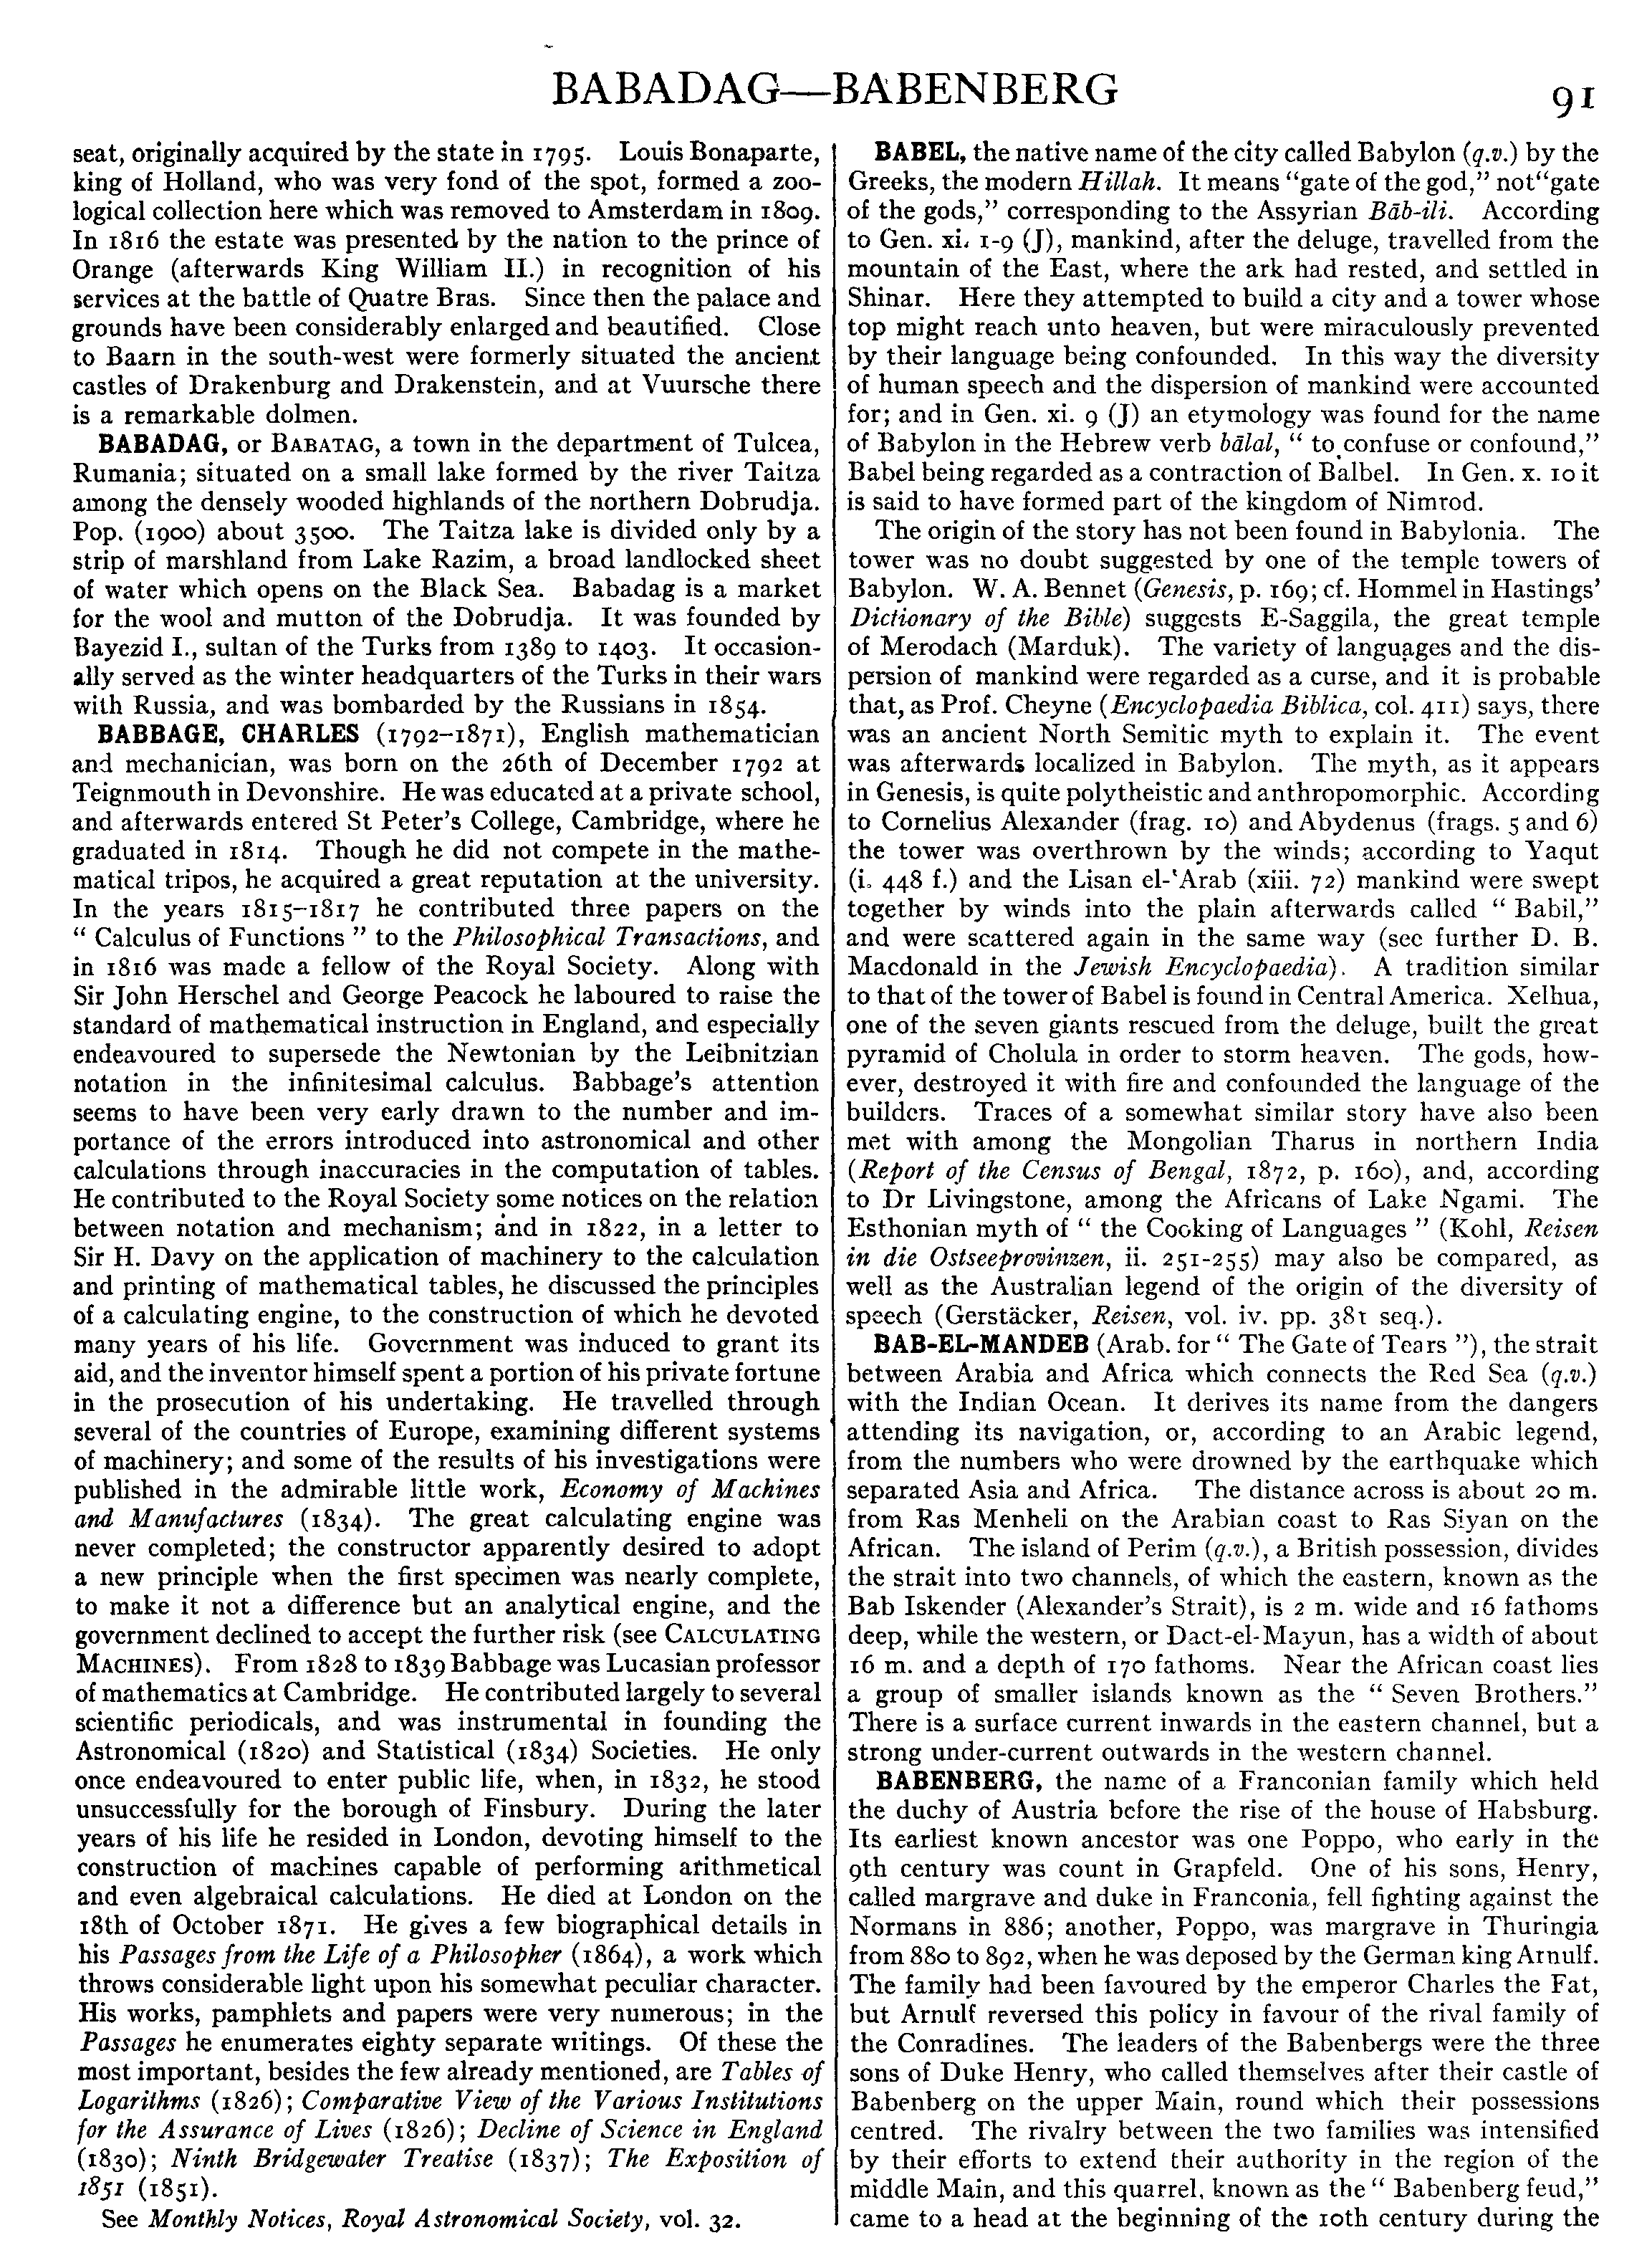 BABADAG—BABENBERG
91
seat, originally acquired by the state in 1795. Louis Bonaparte,
king of Holland, who was very fond of the spot, formed a zoo-
logical collection here which was removed to Amsterdam in 1809.
In 1816 the estate was presented by the nation to the prince of
Orange (afterwards King William II.) in recognition of his
services at the battle of Quatre Bras. Since then the palace and
grounds have been considerably enlarged and beautified. Close
to Baarn in the south-west were formerly situated the ancient
castles of Drakenburg and Drakenstein, and at Vuursche there
is a remarkable dolmen.
BABADAG, or BABATAG, a town in the department of Tulcea,
Rumania; situated on a small lake formed by the river Taitza
among the densely wooded highlands of the northern Dobrudja.
Pop. (1900) about 3500. The Taitza lake is divided only by a
strip of marshland from Lake Razim, a broad landlocked sheet
of water which opens on the Black Sea. Babadag is a market
for the wool and mutton of the Dobrudja. It was founded by
Bayezid I., sultan of the Turks from 1389 to 1403. It occasion-
ally served as the winter headquarters of the Turks in their wars
with Russia, and was bombarded by the Russians in 1854.
BABBAGE, CHARLES (1792–1871), English mathematician
and mechanician, was born on the 26th of December 1792 at
Teignmouth in Devonshire. He was educated at a private school,
and afterwards entered St Peter's College, Cambridge, where he
graduated in 1814. Though he did not compete in the mathe-
matical tripos, he acquired a great reputation at the university.
In the years 1815–1817 he contributed three papers on the
“ Calculus of Functions ” to the Philosophical Transactions, and
in 1816 was made a fellow of the Royal Society. Along with
Sir John Herschel and George Peacock he laboured to raise the
standard of mathematical instruction in England, and especially
endeavoured to supersede the Newtonian by the Leibnitzian
notation in the infinitesimal calculus. Babbage's attention
seems to have been very early drawn to the number and im-
portance of the errors introduced into astronomical and other
calculations through inaccuracies in the computation of tables.
He contributed to the Royal Society some notices on the relation
between notation and mechanism; and in 1822, in a letter to
Sir H. Davy on the application of machinery to the calculation
and printing of mathematical tables, he discussed the principles
of a calculating engine, to the construction of which he devoted
many years of his life. Government was induced to grant its
aid, and the inventor himself spent a portion of his private fortune
in the prosecution of his undertaking. He travelled through
several of the countries of Europe, examining different systems
of machinery; and some of the results of his investigations were
published in the admirable little work, Economy of Machines
and Manufactures (1834). The great calculating engine was
never completed; the constructor apparently desired to adopt
a new principle when the first specimen was nearly complete,
to make it not a difference but an analytical engine, and the
government declined to accept the further risk (see CALCULATING
MACHINES). From 1828 to 1839 Babbage was Lucasian professor
of mathematics at Cambridge. He contributed largely to several
scientific periodicals, and was instrumental in founding the
Astronomical (1820) and Statistical (1834) Societies. He only
once endeavoured to enter public life, when, in 1832, he stood
unsuccessfully for the borough of Finsbury. During the later
years of his life he resided in London, devoting himself to the
construction of machines capable of performing arithmetical
and even algebraical calculations. He died at London on the
18th of October 1871. He gives a few biographical details in
his Passages from the Life of a Philosopher (1864), a work which
throws considerable light upon his somewhat peculiar character.
His works, pamphlets and papers were very numerous; in the
Passages he enumerates eighty separate writings. Of these the
most important, besides the few already mentioned, are Tables of
Logarithms (1826); Comparative View of the Various Institutions
for the Assurance of Lives (1826); Decline of Science in England
(1830); Ninth Bridgewater Treatise (1837); The Exposition of
1851 (1851).
See Monthly Notices, Royal Astronomical Society, vol. 32.
BABEL, the native name of the city called Babylon (q.v.) by the
Greeks, the modern Hillah. It means “gate of the god,” not “gate
of the gods,” corresponding to the Assyrian Bāb-ili. According
to Gen. xi. 1-9 (J), mankind, after the deluge, travelled from the
mountain of the East, where the ark had rested, and settled in
Shinar. Here they attempted to build a city and a tower whose
top might reach unto heaven, but were miraculously prevented
by their language being confounded. In this way the diversity
of human speech and the dispersion of mankind were accounted
for; and in Gen. xi. 9 (J) an etymology was found for the name
of Babylon in the Hebrew verb bālal, “ to confuse or confound,”
Babel being regarded as a contraction of Balbel. In Gen. x. 10 it
is said to have formed part of the kingdom of Nimrod.
The origin of the story has not been found in Babylonia. The
tower was no doubt suggested by one of the temple towers of
Babylon. W. A. Bennet (Genesis, p. 169; cf. Hommel in Hastings'
Dictionary of the Bible) suggests E-Saggila, the great temple
of Merodach (Marduk). The variety of languages and the dis-
persion of mankind were regarded as a curse, and it is probable
that, as Prof. Cheyne (Encyclopaedia Biblica, col. 411) says, there
was an ancient North Semitic myth to explain it. The event
was afterwards localized in Babylon. The myth, as it appears
in Genesis, is quite polytheistic and anthropomorphic. According
to Cornelius Alexander (frag. 10) and Abydenus (frags. 5 and 6)
the tower was overthrown by the winds; according to Yaqut
(i. 448 f.) and the Lisan el-‘Arab (xiii. 72) mankind were swept
together by winds into the plain afterwards called “ Babil,”
and were scattered again in the same way (see further D. B.
Macdonald in the Jewish Encyclopaedia). A tradition similar
to that of the tower of Babel is found in Central America. Xelhua,
one of the seven giants rescued from the deluge, built the great
pyramid of Cholula in order to storm heaven. The gods, how-
ever, destroyed it with fire and confounded the language of the
builders. Traces of a somewhat similar story have also been
met with among the Mongolian Tharus in northern India
(Report of the Census of Bengal, 1872, p. 160), and, according
to Dr Livingstone, among the Africans of Lake Ngami. The
Esthonian myth of “ the Cooking of Languages ” (Kohl, Reisen
in die Ostseeprovinzen, ii. 251-255) may also be compared, as
well as the Australian legend of the origin of the diversity of
speech (Gerstäcker, Reisen, vol. iv. pp. 381 seq.).
BAB-EL-MANDEB (Arab. for “ The Gate of Tears ”), the strait
between Arabia and Africa which connects the Red Sea (q.v.)
with the Indian Ocean. It derives its name from the dangers
attending its navigation, or, according to an Arabic legend,
from the numbers who were drowned by the earthquake which
separated Asia and Africa. The distance across is about 20 m.
from Ras Menheli on the Arabian coast to Ras Siyan on the
African. The island of Perim (q.v.), a British possession, divides
the strait into two channels, of which the eastern, known as the
Bab Iskender (Alexander's Strait), is 2 m. wide and 16 fathoms
deep, while the western, or Dact-el-Mayun, has a width of about
16 m. and a depth of 170 fathoms. Near the African coast lies
a group of smaller islands known as the “ Seven Brothers.”
There is a surface current inwards in the eastern channel, but a
strong under-current outwards in the western channel.
BABENBERG, the name of a Franconian family which held
the duchy of Austria before the rise of the house of Habsburg.
Its earliest known ancestor was one Poppo, who early in the
9th century was count in Grapfeld. One of his sons, Henry,
called margrave and duke in Franconia, fell fighting against the
Normans in 886; another, Poppo, was margrave in Thuringia
from 880 to 892, when he was deposed by the German king Arnulf.
The family had been favoured by the emperor Charles the Fat,
but Arnulf reversed this policy in favour of the rival family of
the Conradines. The leaders of the Babenbergs were the three
sons of Duke Henry, who called themselves after their castle of
Babenberg on the upper Main, round which their possessions
centred. The rivalry between the two families was intensified
by their efforts to extend their authority in the region of the
middle Main, and this quarrel, known as the “ Babenberg feud,”
came to a head at the beginning of the 10th century during the